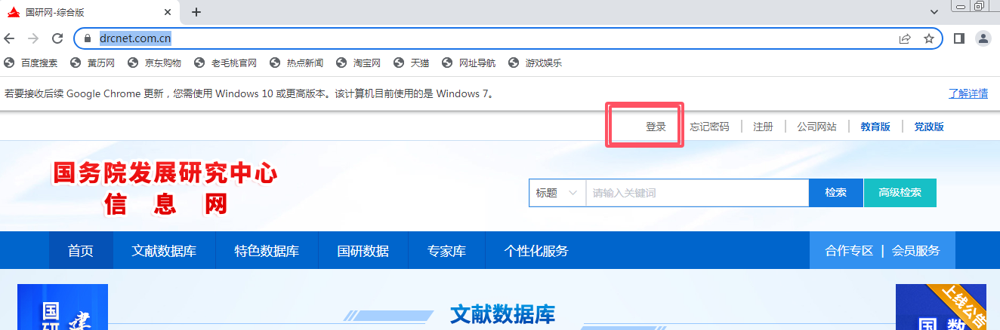 国研网-综合版
drcnet.com.cn
百度搜索 黄历网 京东购物 老毛桃官网 热点新闻 淘宝网 天猫 网址导航 游戏娱乐
若要接收后续 Google Chrome 更新，您需使用 Windows 10 或更高版本。该计算机目前使用的是 Windows 7。 了解详情
登录 忘记密码 注册 公司网站 教育版 党政版
国务院发展研究中心
信息网
标题 请输入关键词 检索 高级检索
首页 文献数据库 特色数据库 国研数据 专家库 个性化服务 合作专区 | 会员服务
国研
建
文献数据库
上线公告
国
数